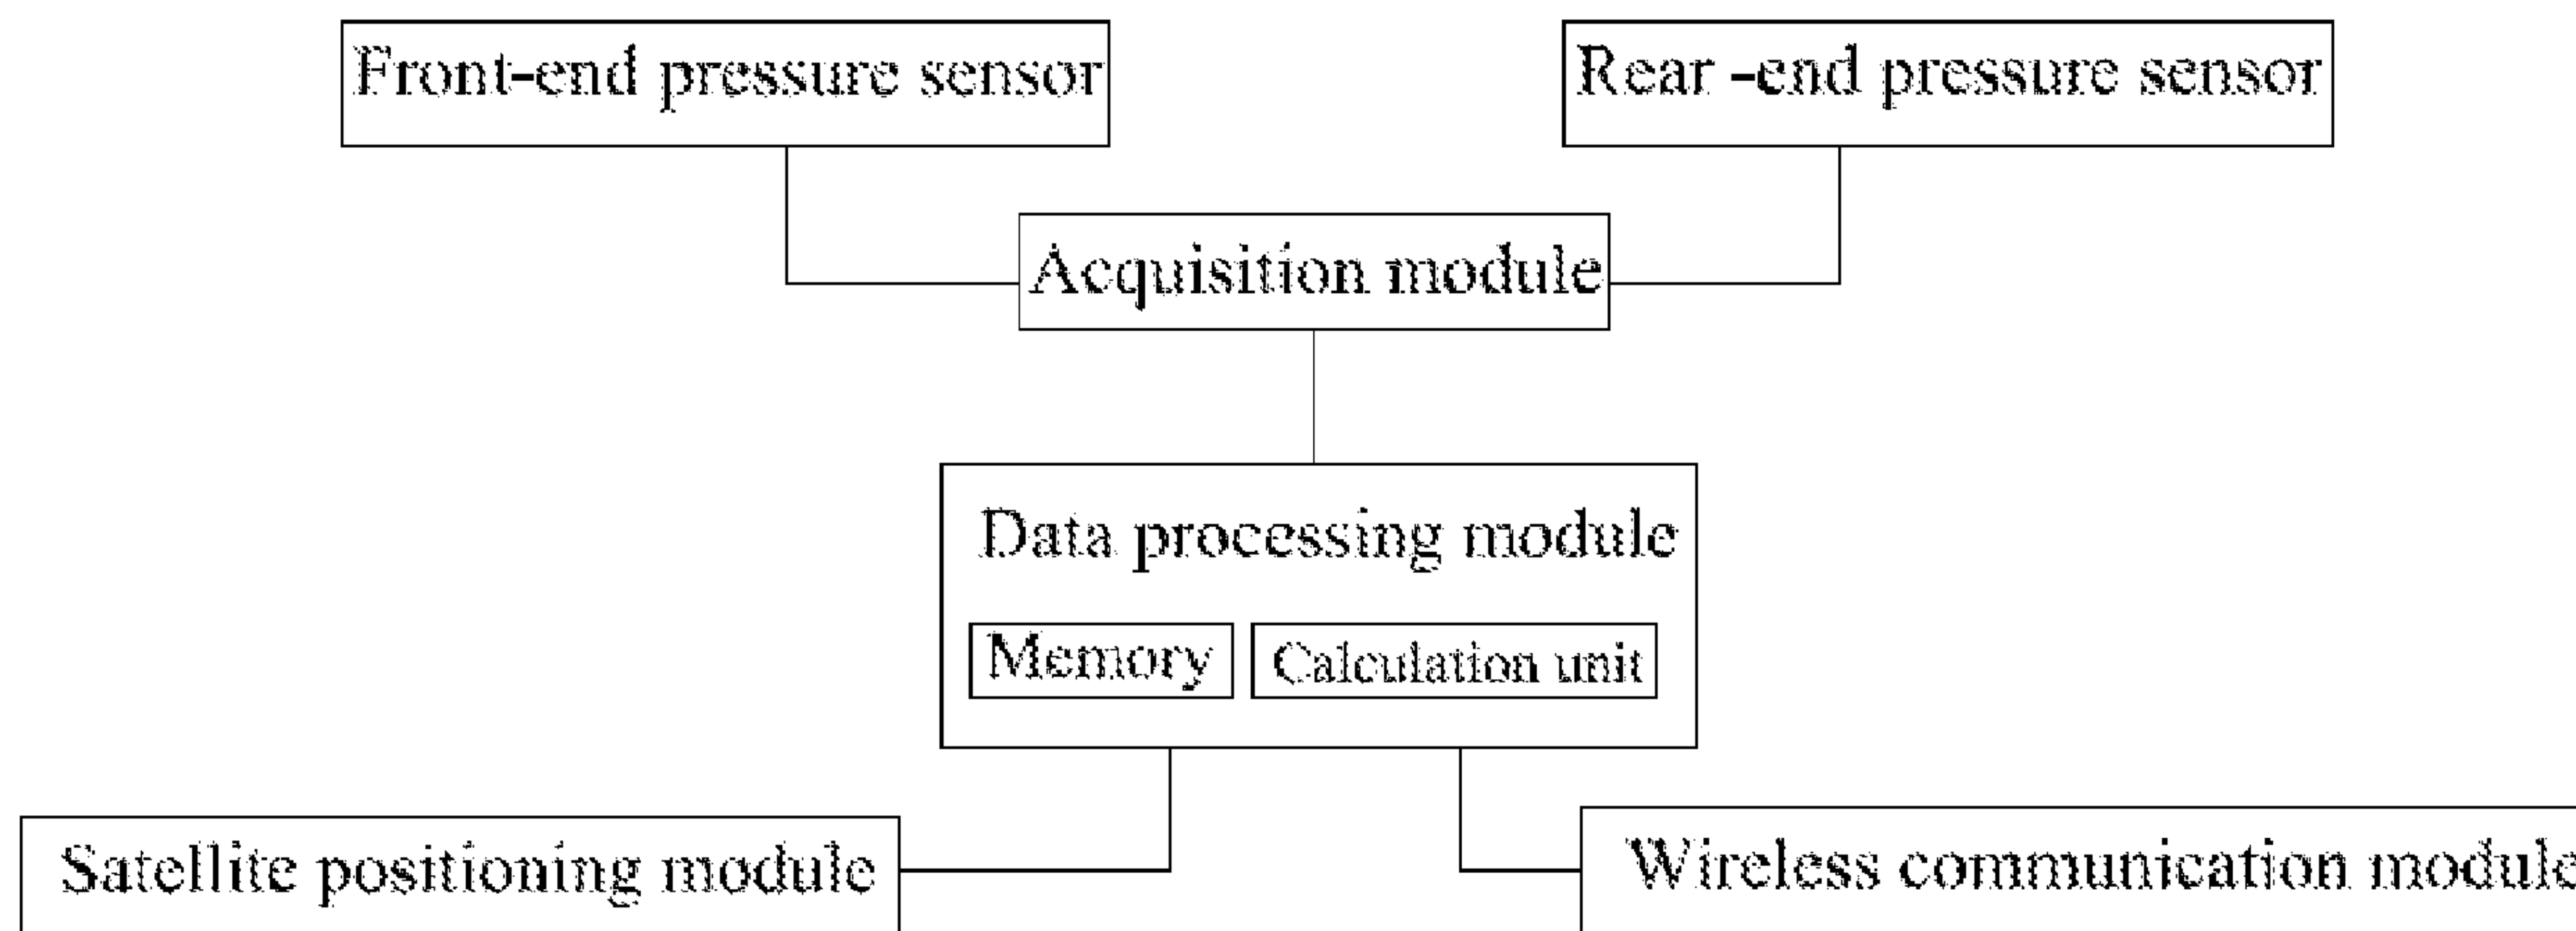 Front-end pressure sensor
Rear -end pressure sensor
Acquisition module
Data processing module
Memory
Calculation unit
Satellite positioning module
Wireless communication module